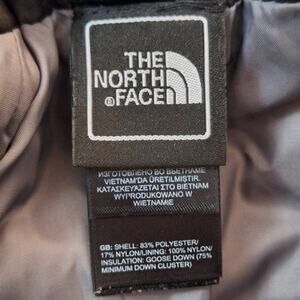 THE
NORTH
® FACE
ИЗГОТОВЛЕНО ВО ВЬЕТНАМЕ
VIETNAM'DA ÜRETILMISTIR
ΚΑΤΑΣΚΕΥΑΖΕΤΑΙ ΣΤΟ ΒΙΕΤΝΑΜ
WYPRODUKOWANO W
WIETNAMIE
GB: SHELL: 83% POLYESTER/
17% NYLON/LINING: 100% NYLON/
INSULATION: GOOSE DOWN (75%
MINIMUM DOWN CLUSTER)